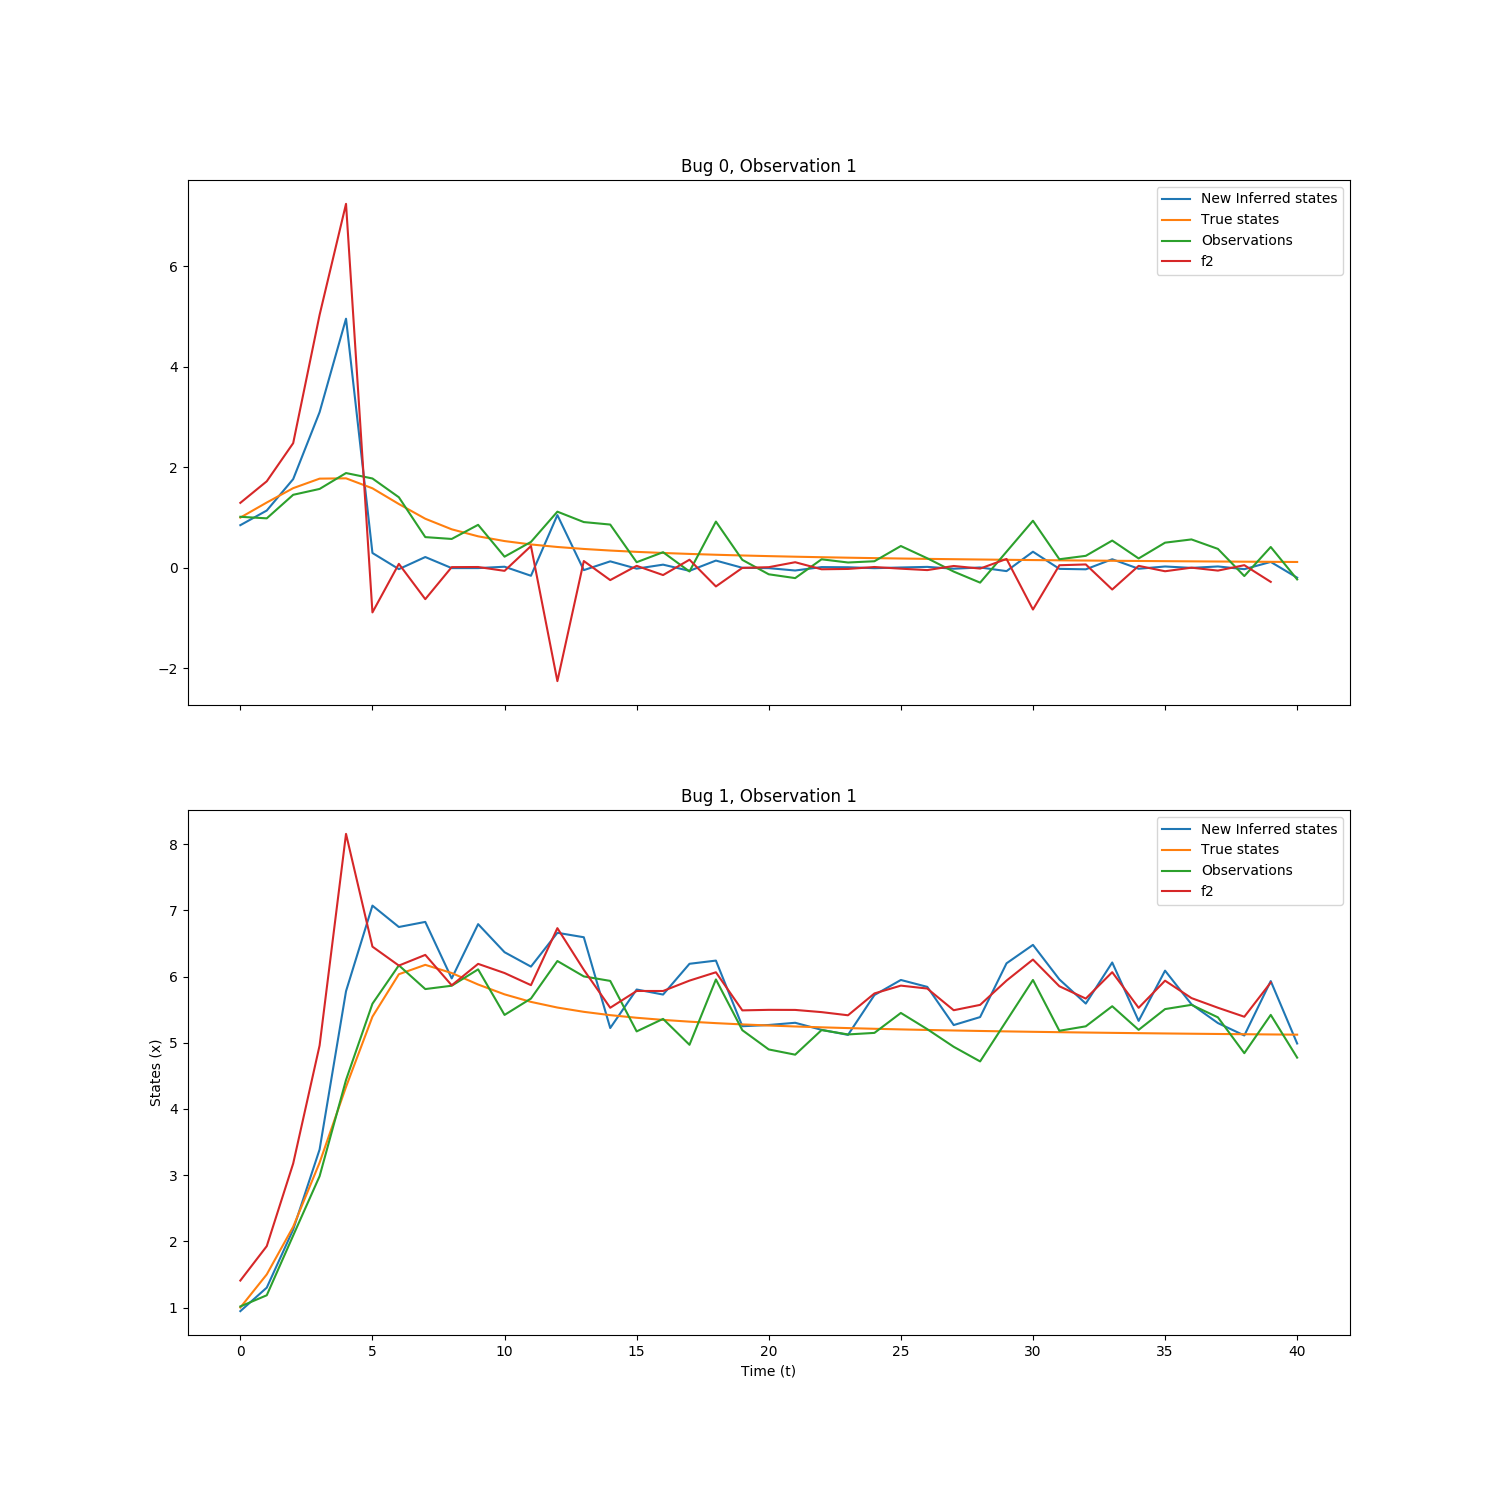 Bug 0, Observation 1
New Inferred states
True states
Observations
f2
6
4
2
0
−2
Bug 1, Observation 1
New Inferred states
True states
Observations
f2
8
7
6
5
4
3
2
1
States (x)
0 5 10 15 20 25 30 35 40
Time (t)